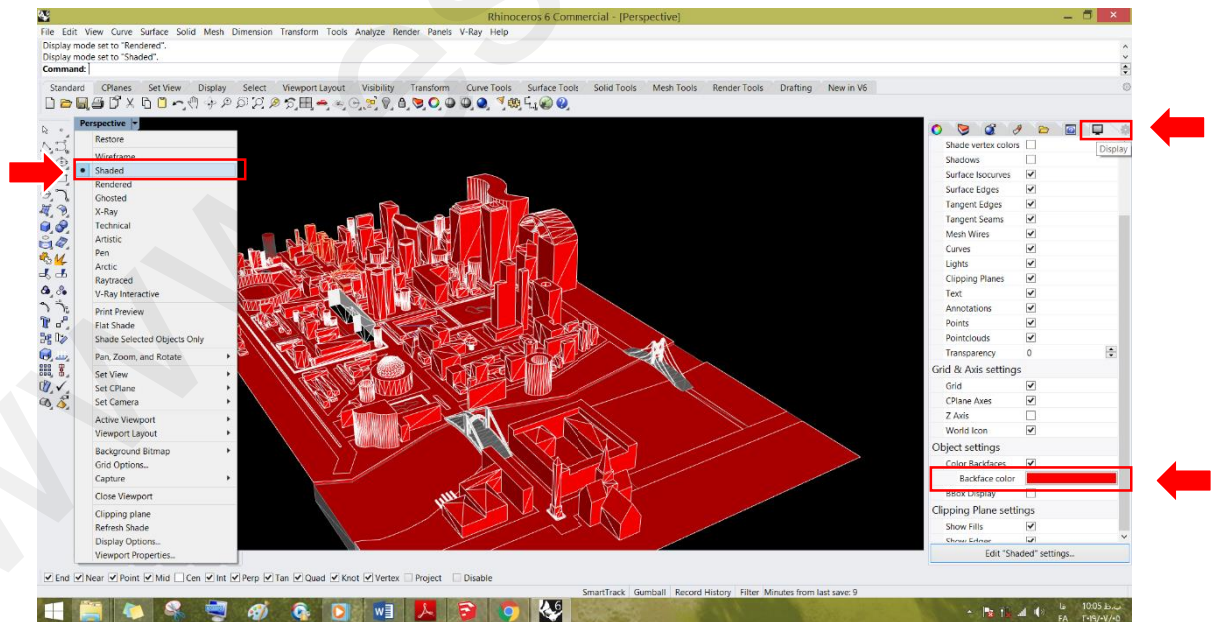 Rhinoceros 6 Commercial - [Perspective]
File Edit View Curve Surface Solid Mesh Dimension Transform Tools Analyze Render Panels V-Ray Help
Display mode set to "Rendered".
Display mode set to "Shaded".
Command:
Standard CPlanes Set View Display Select Viewport Layout Visibility Transform Curve Tools Surface Tools Solid Tools Mesh Tools Render Tools Drafting New in V6
Perspective
Restore
Wireframe
Shaded
Rendered
Ghosted
X-Ray
Technical
Artistic
Pen
Arctic
Raytraced
V-Ray Interactive
Print Preview
Flat Shade
Shade Selected Objects Only
Pan, Zoom, and Rotate
Set View
Set CPlane
Set Camera
Active Viewport
Viewport Layout
Background Bitmap
Grid Options...
Capture
Close Viewport
Clipping plane
Refresh Shade
Display Options...
Viewport Properties...
Display
Shade vertex colors
Shadows
Surface Isocurves
Surface Edges
Tangent Edges
Tangent Seams
Mesh Wires
Curves
Lights
Clipping Planes
Text
Annotations
Points
Pointclouds
Transparency 0
Grid & Axis settings
Grid
CPlane Axes
Z Axis
World Icon
Object settings
Color Backfaces
Backface color
BBox Display
Clipping Plane settings
Show Fills
Show Edges
Edit "Shaded" settings...
End Near Point Mid Cen Int Perp Tan Quad Knot Vertex Project Disable
SmartTrack Gumball Record History Filter Minutes from last save: 9
10:05
FA